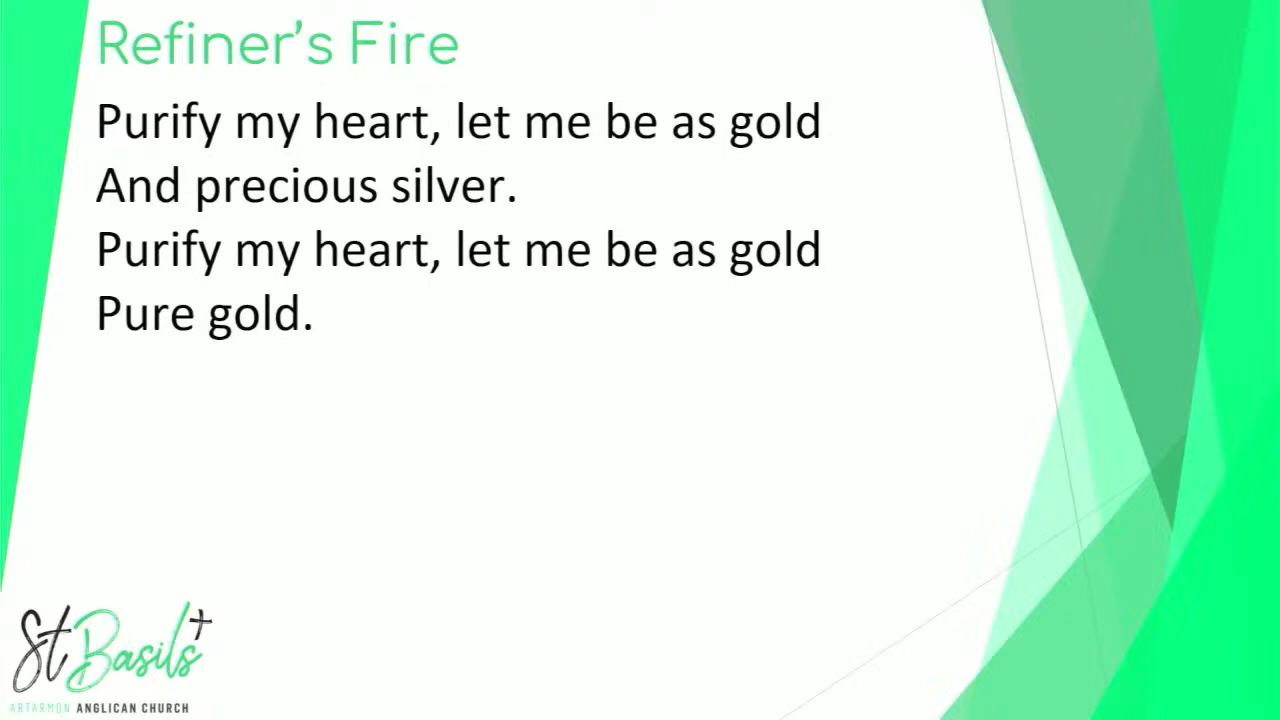 Refiner's Fire
Purify my heart, let me be as gold
And precious silver.
Purify my heart, let me be as gold
Pure gold.
St Basils
ARTARMON ANGLICAN CHURCH